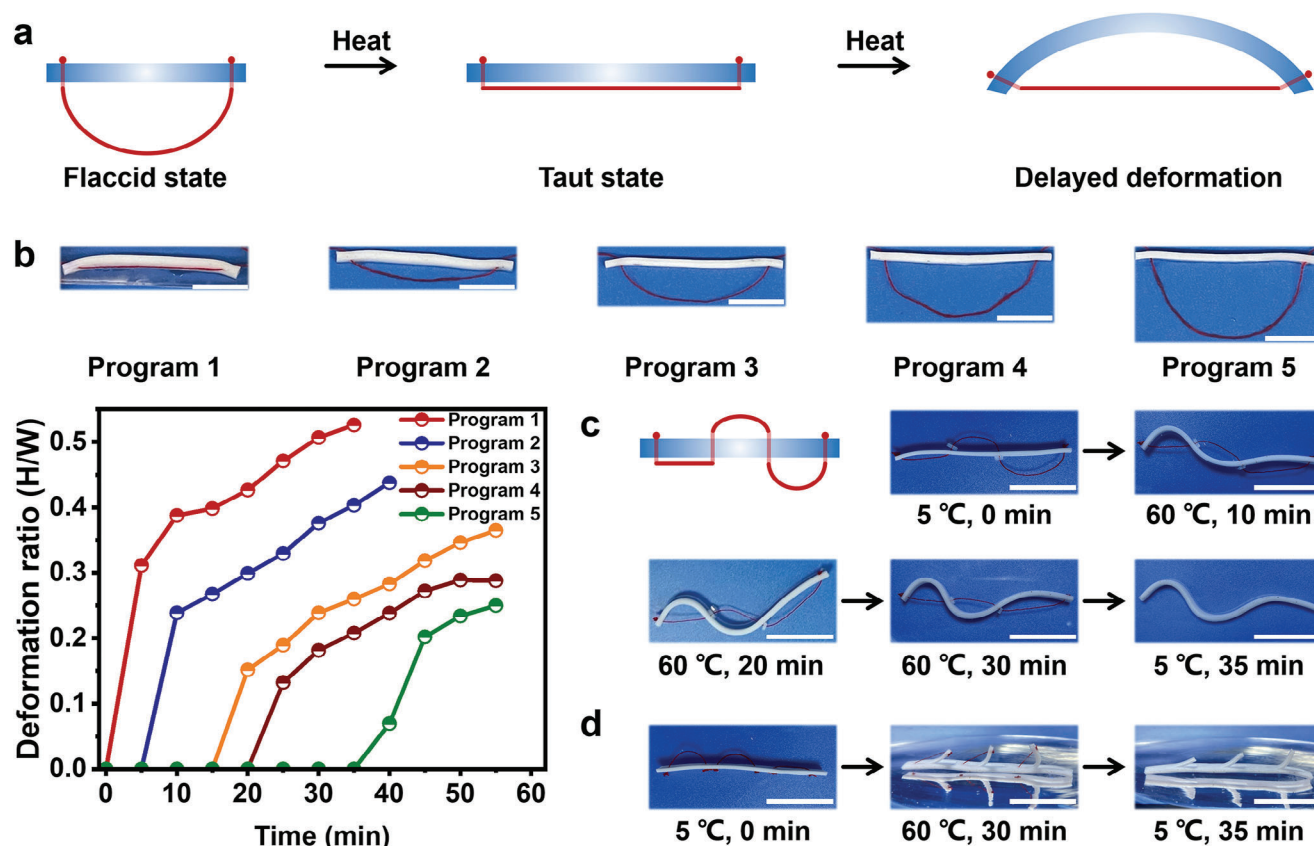 a
Heat
Heat
Flaccid state
Taut state
Delayed deformation
b
Program 1
Program 2
Program 3
Program 4
Program 5
Deformation ratio (H/W)
0.5
0.4
0.3
0.2
0.1
0.0
0
10
20
30
40
50
60
Time (min)
Program 1
Program 2
Program 3
Program 4
Program 5
c
5 ℃, 0 min
60 ℃, 10 min
60 ℃, 20 min
60 ℃, 30 min
5 ℃, 35 min
d
5 ℃, 0 min
60 ℃, 30 min
5 ℃, 35 min